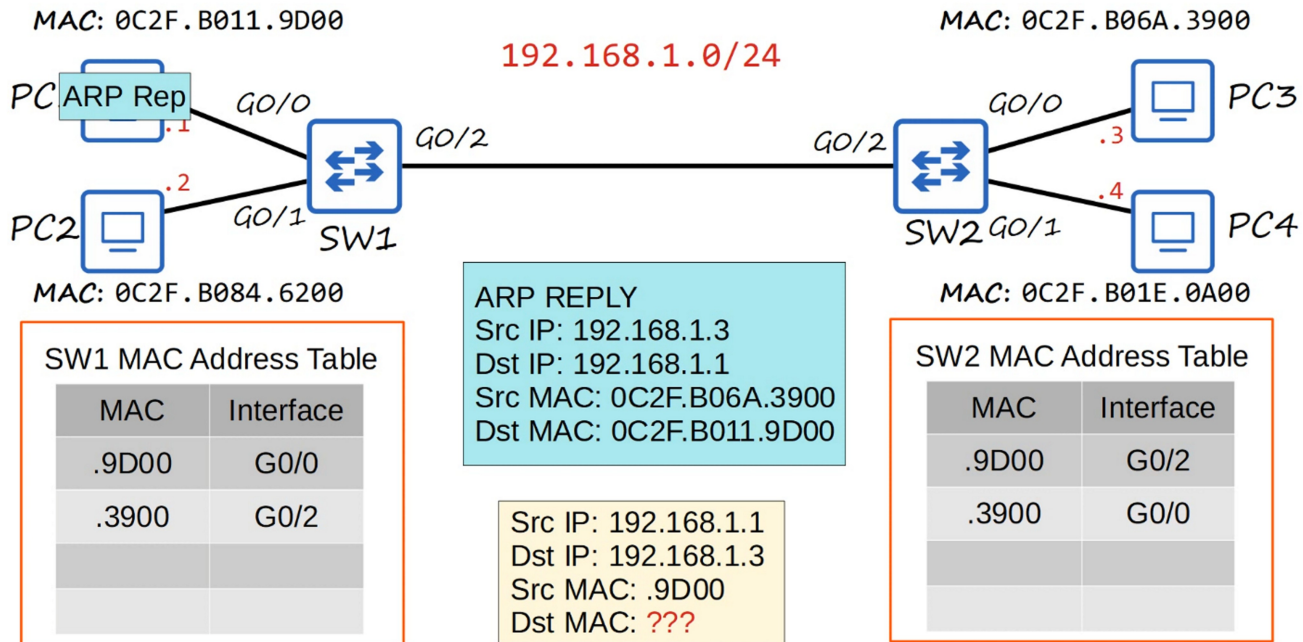 MAC: 0C2F.B011.9D00
MAC: 0C2F.B06A.3900
192.168.1.0/24
PC
ARP Rep
.1
G0/0
G0/2
SW1
.2
PC2
G0/1
MAC: 0C2F.B084.6200
G0/2
G0/0
PC3
.3
SW2
G0/1
.4
PC4
MAC: 0C2F.B01E.0A00
SW1 MAC Address Table
MAC Interface
.9D00 G0/0
.3900 G0/2
ARP REPLY
Src IP: 192.168.1.3
Dst IP: 192.168.1.1
Src MAC: 0C2F.B06A.3900
Dst MAC: 0C2F.B011.9D00
Src IP: 192.168.1.1
Dst IP: 192.168.1.3
Src MAC: .9D00
Dst MAC: ???
SW2 MAC Address Table
MAC Interface
.9D00 G0/2
.3900 G0/0